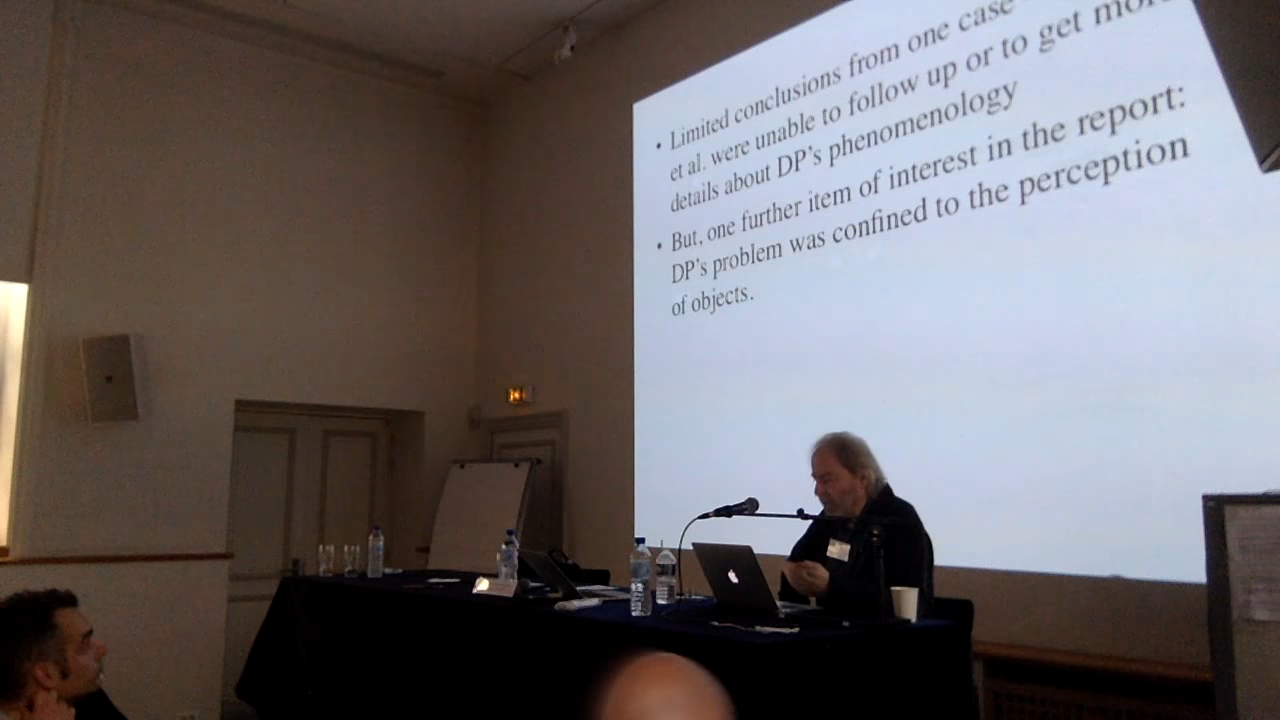 • Limited conclusions from one case
et al. were unable to follow up or to get more
details about DP's phenomenology
• But, one further item of interest in the report:
DP's problem was confined to the perception
of objects.